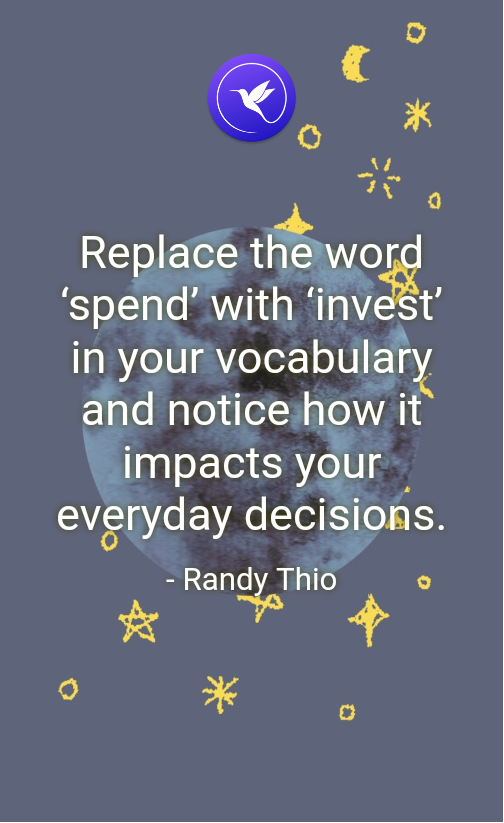 Replace the word
‘spend’ with ‘invest’
in your vocabulary
and notice how it
impacts your
everyday decisions.
- Randy Thio